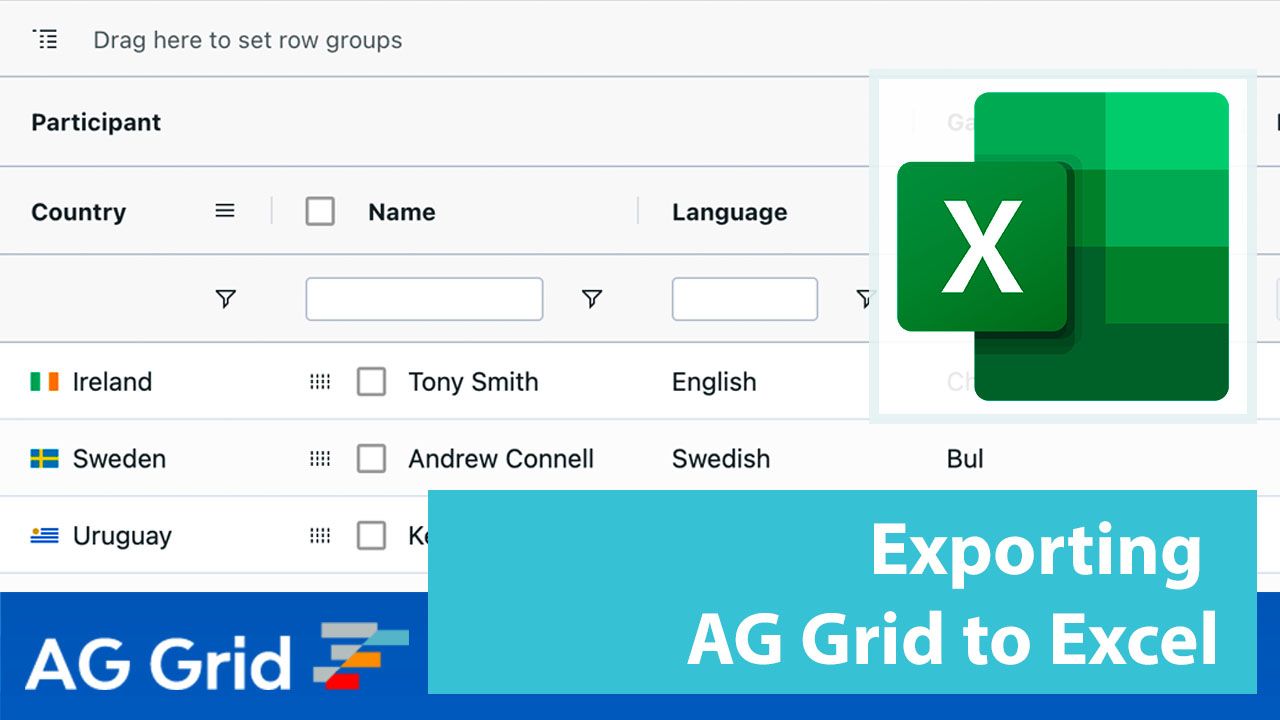 Drag here to set row groups
Participant
Country Name Language
Ireland Tony Smith English
X
Sweden Andrew Connell Swedish Bul
Uruguay
Exporting
AG Grid to Excel
AG Grid